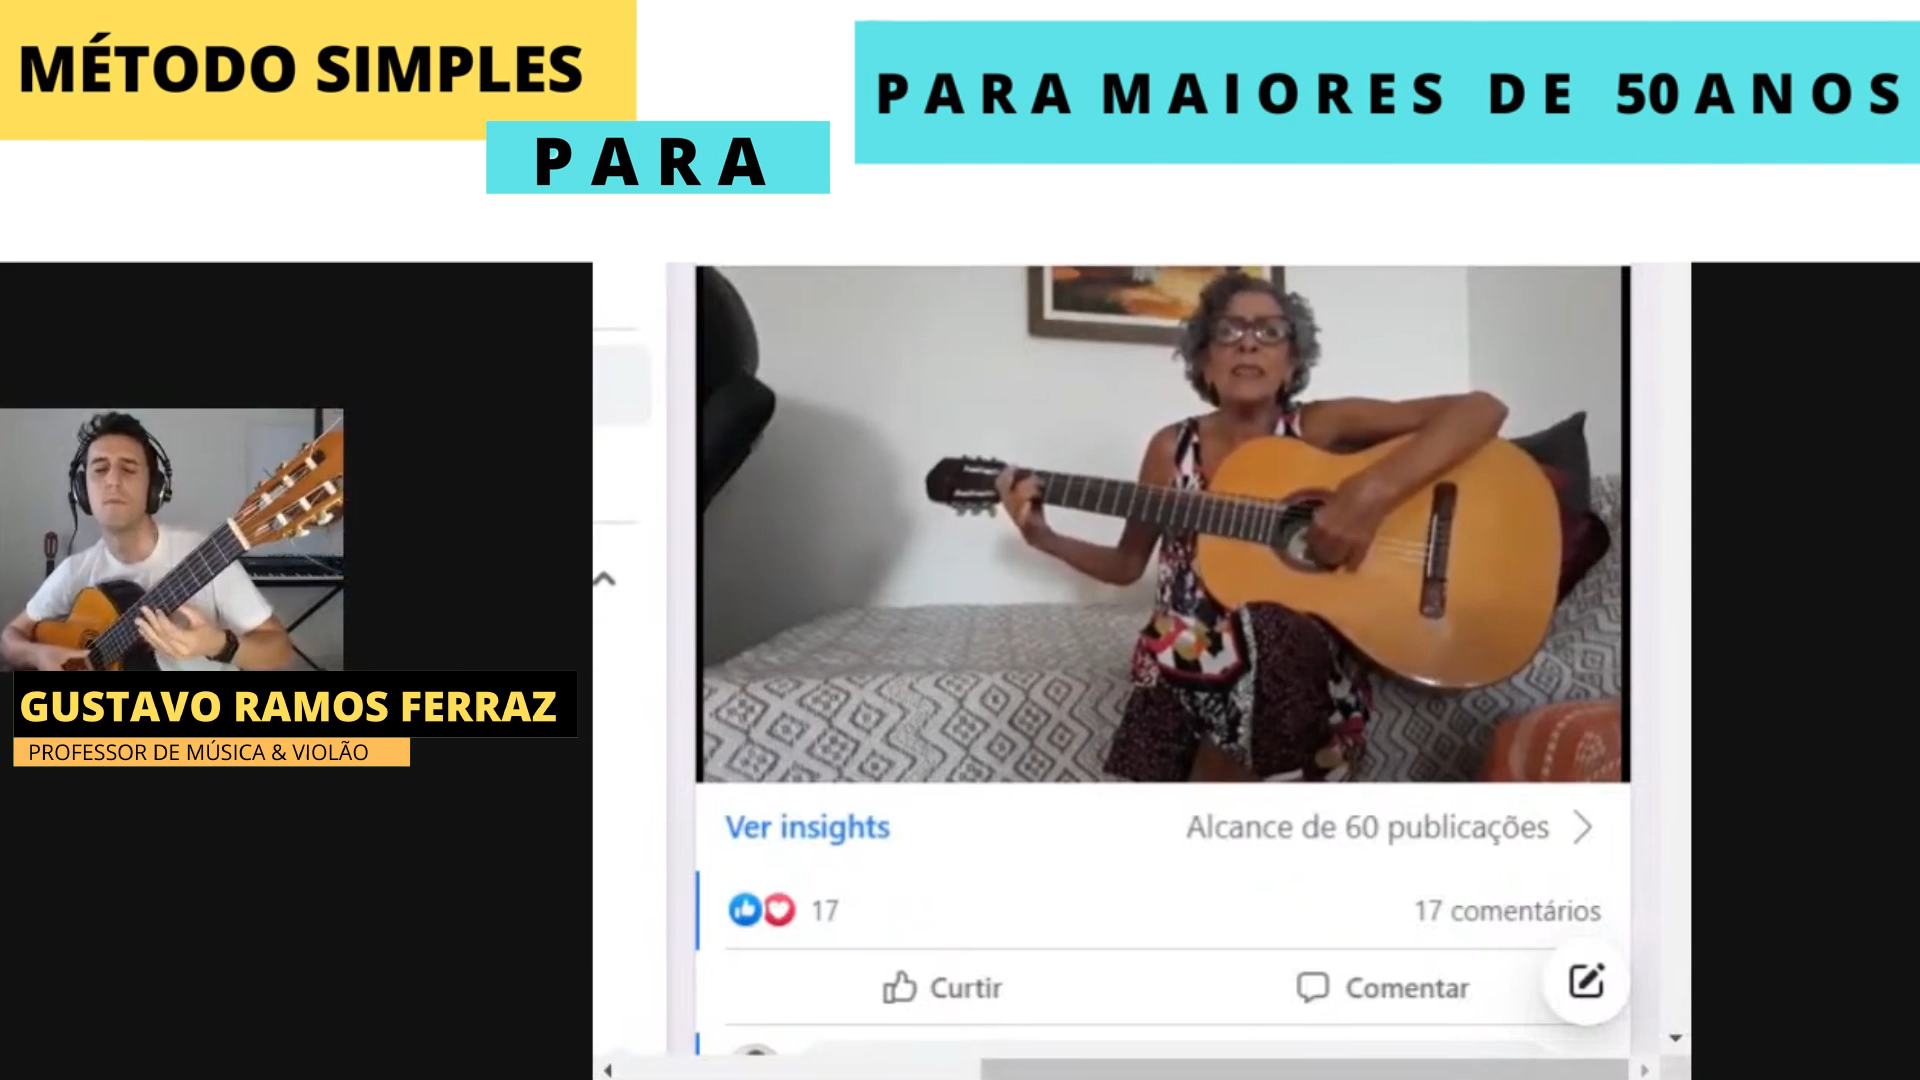 MÉTODO SIMPLES
PARA
PARA MAIORES DE 50 ANOS
GUSTAVO RAMOS FERRAZ
PROFESSOR DE MÚSICA & VIOLÃO
Ver insights
Alcance de 60 publicações
17
17 comentários
Curtir
Comentar